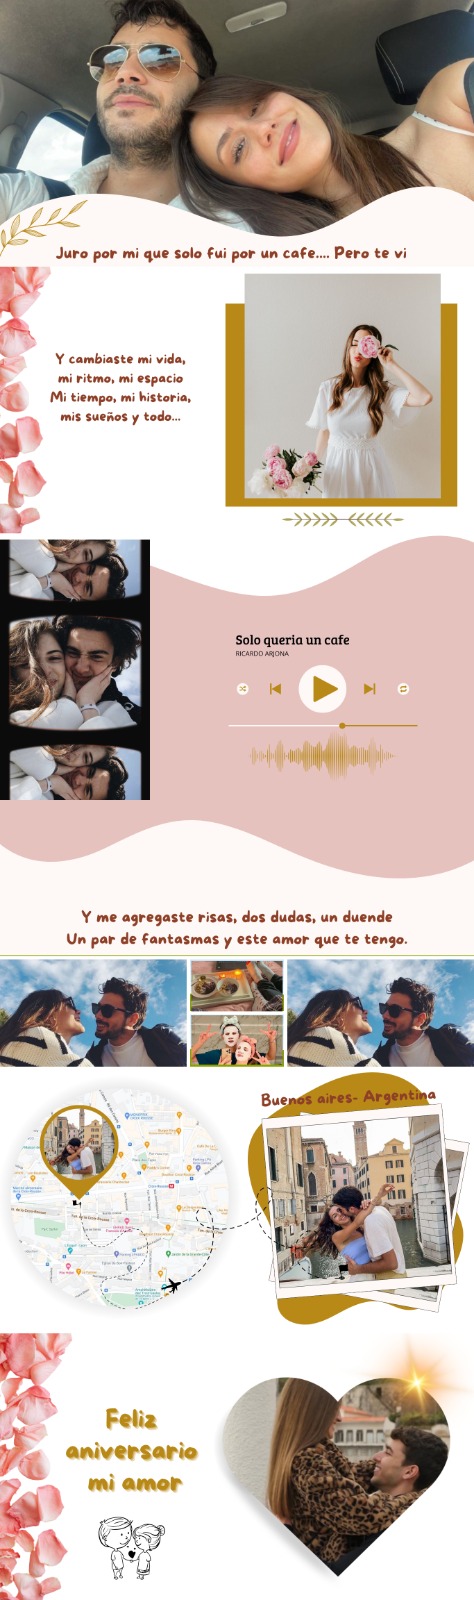 Juro por mi que solo fui por un cafe.... Pero te vi
Y cambiaste mi vida,
mi ritmo, mi espacio
Mi tiempo, mi historia,
mis sueños y todo...
Solo queria un cafe
RICARDO ARJONA
Y me agregaste risas, dos dudas, un duende
Un par de fantasmas y este amor que te tengo.
Buenos aires- Argentina
Feliz
aniversario
mi amor